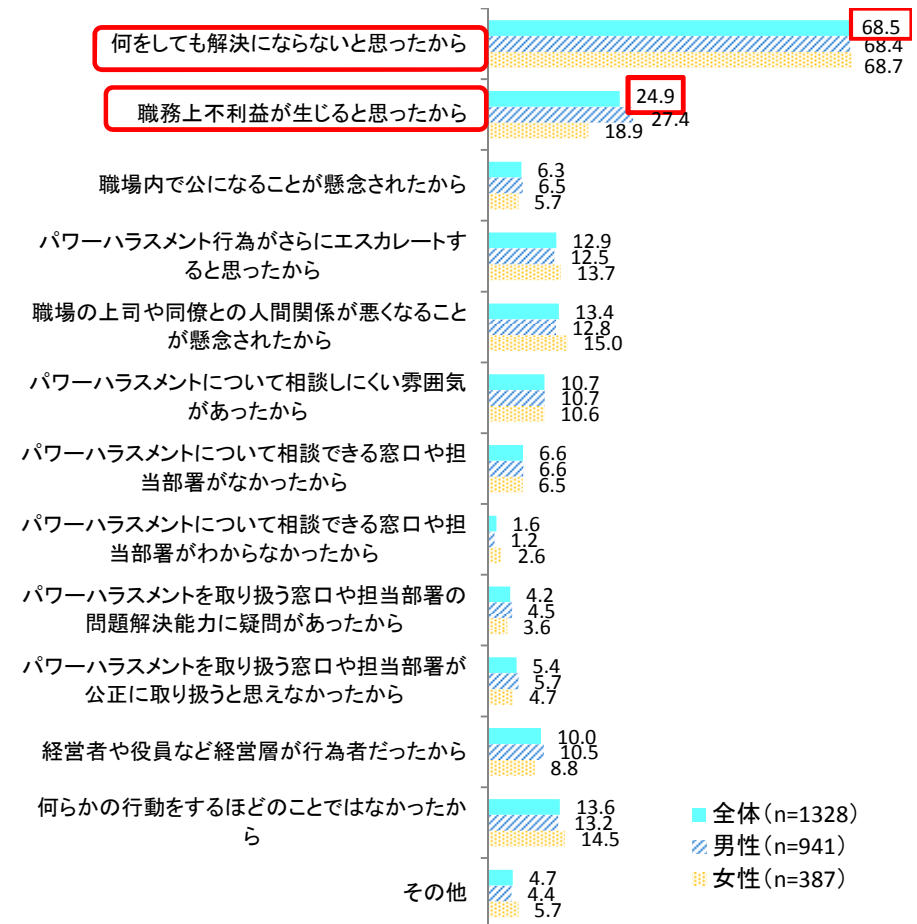 何をしても解決にならないと思ったから
68.5
68.4
68.7
職務上不利益が生じると思ったから
24.9
27.4
18.9
職場内で公になることが懸念されたから
6.3
6.5
5.7
パワーハラスメント行為がさらにエスカレートす
ると思ったから
12.9
12.5
13.7
職場の上司や同僚との人間関係が悪くなること
が懸念されたから
13.4
12.8
15.0
パワーハラスメントについて相談しにくい雰囲気
があったから
10.7
10.7
10.6
パワーハラスメントについて相談できる窓口や担
当部署がなかったから
6.6
6.6
6.5
パワーハラスメントについて相談できる窓口や担
当部署がわからなかったから
1.6
1.2
2.6
パワーハラスメントを取り扱う窓口や担当部署の
問題解決能力に疑問があったから
4.2
4.5
3.6
パワーハラスメントを取り扱う窓口や担当部署が
公正に取り扱うと思えなかったから
5.4
5.7
4.7
経営者や役員など経営層が行為者だったから
10.0
10.5
8.8
何らかの行動をするほどのことではなかったか
ら
13.6
13.2
14.5
その他
4.7
4.4
5.7
全体(n=1328)
男性(n=941)
女性(n=387)